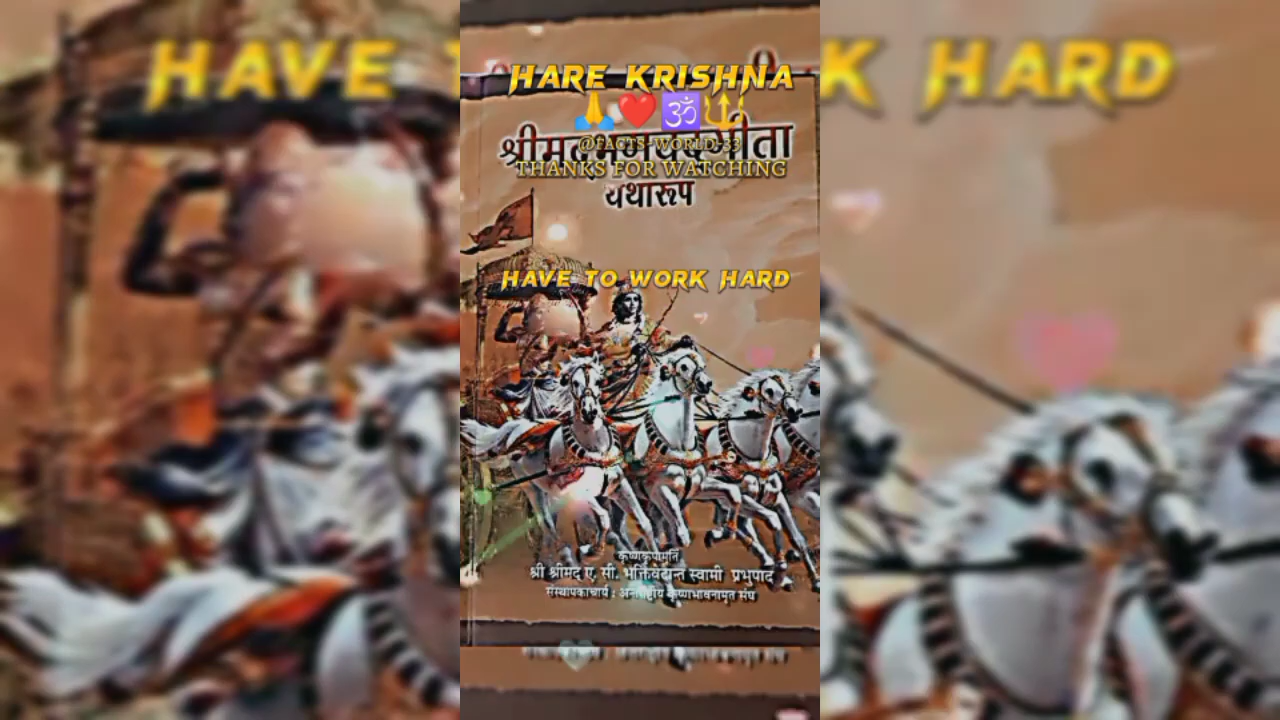 HARE KRISHNA
🙏❤️🕉️🔱
श्रीमद्भगवद्गीता
@FACTS-WORLD-33
THANKS FOR WATCHING
यथारूप
HAVE TO WORK HARD
कृष्णकृपामूर्ति
श्री श्रीमद् ए. सी. भक्तिवेदान्त स्वामी प्रभुपाद
संस्थापकाचार्य : अन्तर्राष्ट्रीय कृष्णभावनामृत संघ
HAVE
K HARD